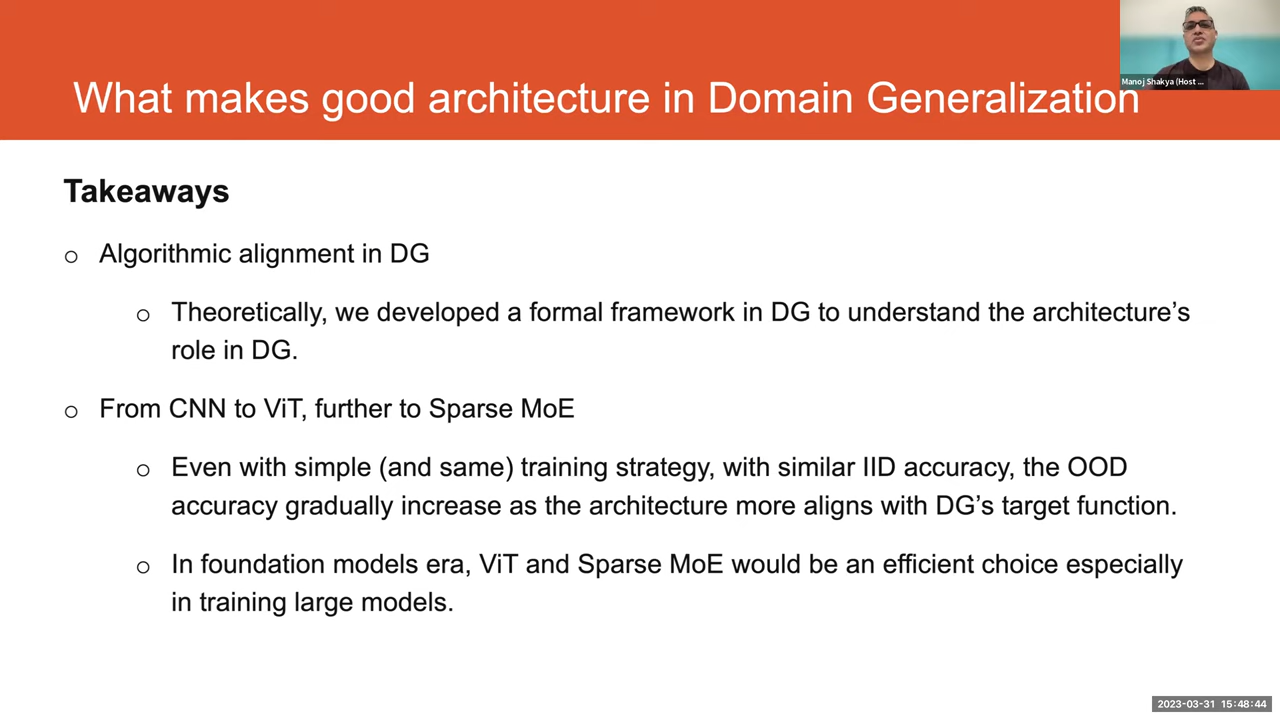 What makes good architecture in Domain Generalization
Manoj Shakya (Host ...
Takeaways
o Algorithmic alignment in DG
o Theoretically, we developed a formal framework in DG to understand the architecture’s
role in DG.
o From CNN to ViT, further to Sparse MoE
o Even with simple (and same) training strategy, with similar IID accuracy, the OOD
accuracy gradually increase as the architecture more aligns with DG’s target function.
o In foundation models era, ViT and Sparse MoE would be an efficient choice especially
in training large models.
2023-03-31 15:48:44